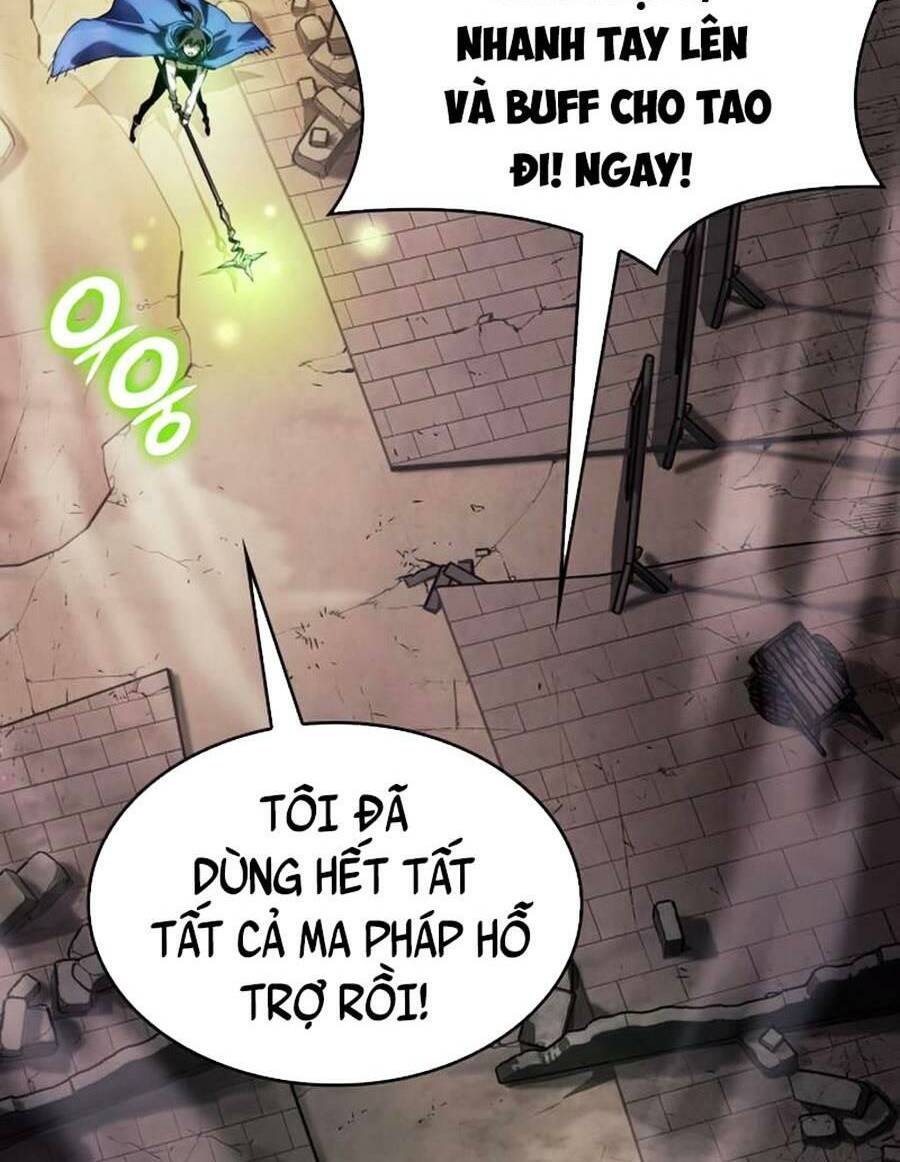 NHANH TAY LÊN
VÀ BUFF CHO TAO
ĐI! NGAY!
TÔI ĐÃ
DÙNG HẾT TẤT
TẤT CẢ MA PHÁP HỖ
TRỢ RỒI!